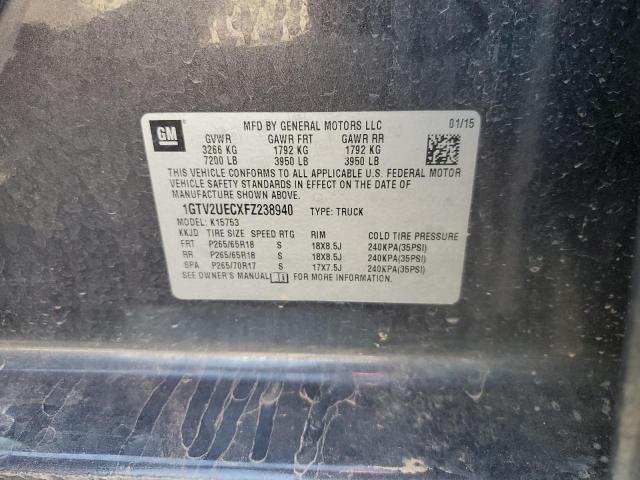 GM
MFD BY GENERAL MOTORS LLC
01/15
GVWR GAWR FRT GAWR RR
3266 KG 1792 KG 1792 KG
7200 LB 3950 LB 3950 LB
THIS VEHICLE CONFORMS TO ALL APPLICABLE U.S. FEDERAL MOTOR
VEHICLE SAFETY STANDARDS IN EFFECT ON THE DATE OF
MANUFACTURE SHOWN ABOVE.
1GTV2UECXFZ238940 TYPE: TRUCK
MODEL: K15753
KKJD TIRE SIZE SPEED RTG RIM COLD TIRE PRESSURE
FRT P265/65R18 S 18X8.5J 240KPA(35PSI)
RR P265/65R18 S 18X8.5J 240KPA(35PSI)
SPA P265/70R17 S 17X7.5J 240KPA(35PSI)
SEE OWNER'S MANUAL i FOR MORE INFORMATION.